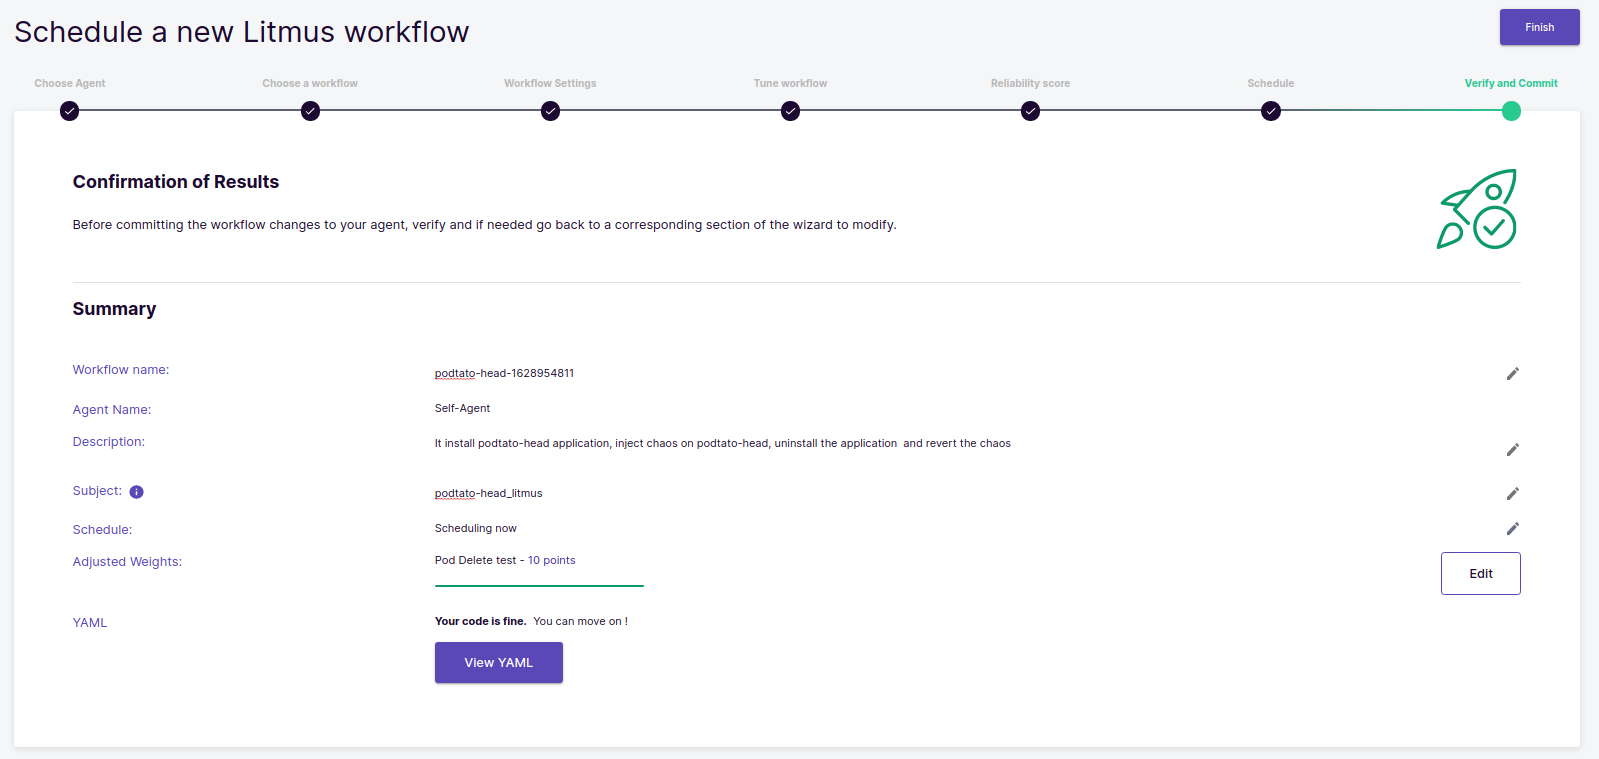 Schedule a new Litmus workflow
Finish
Choose Agent
Choose a workflow
Workflow Settings
Tune workflow
Reliability score
Schedule
Verify and Commit
Confirmation of Results
Before committing the workflow changes to your agent, verify and if needed go back to a corresponding section of the wizard to modify.
Summary
Workflow name:
podtato-head-1628954811
Agent Name:
Self-Agent
Description:
It install podtato-head application, inject chaos on podtato-head, uninstall the application  and revert the chaos
Subject:
podtato-head_litmus
Schedule:
Scheduling now
Adjusted Weights:
Pod Delete test - 10 points
Edit
YAML
Your code is fine.  You can move on !
View YAML